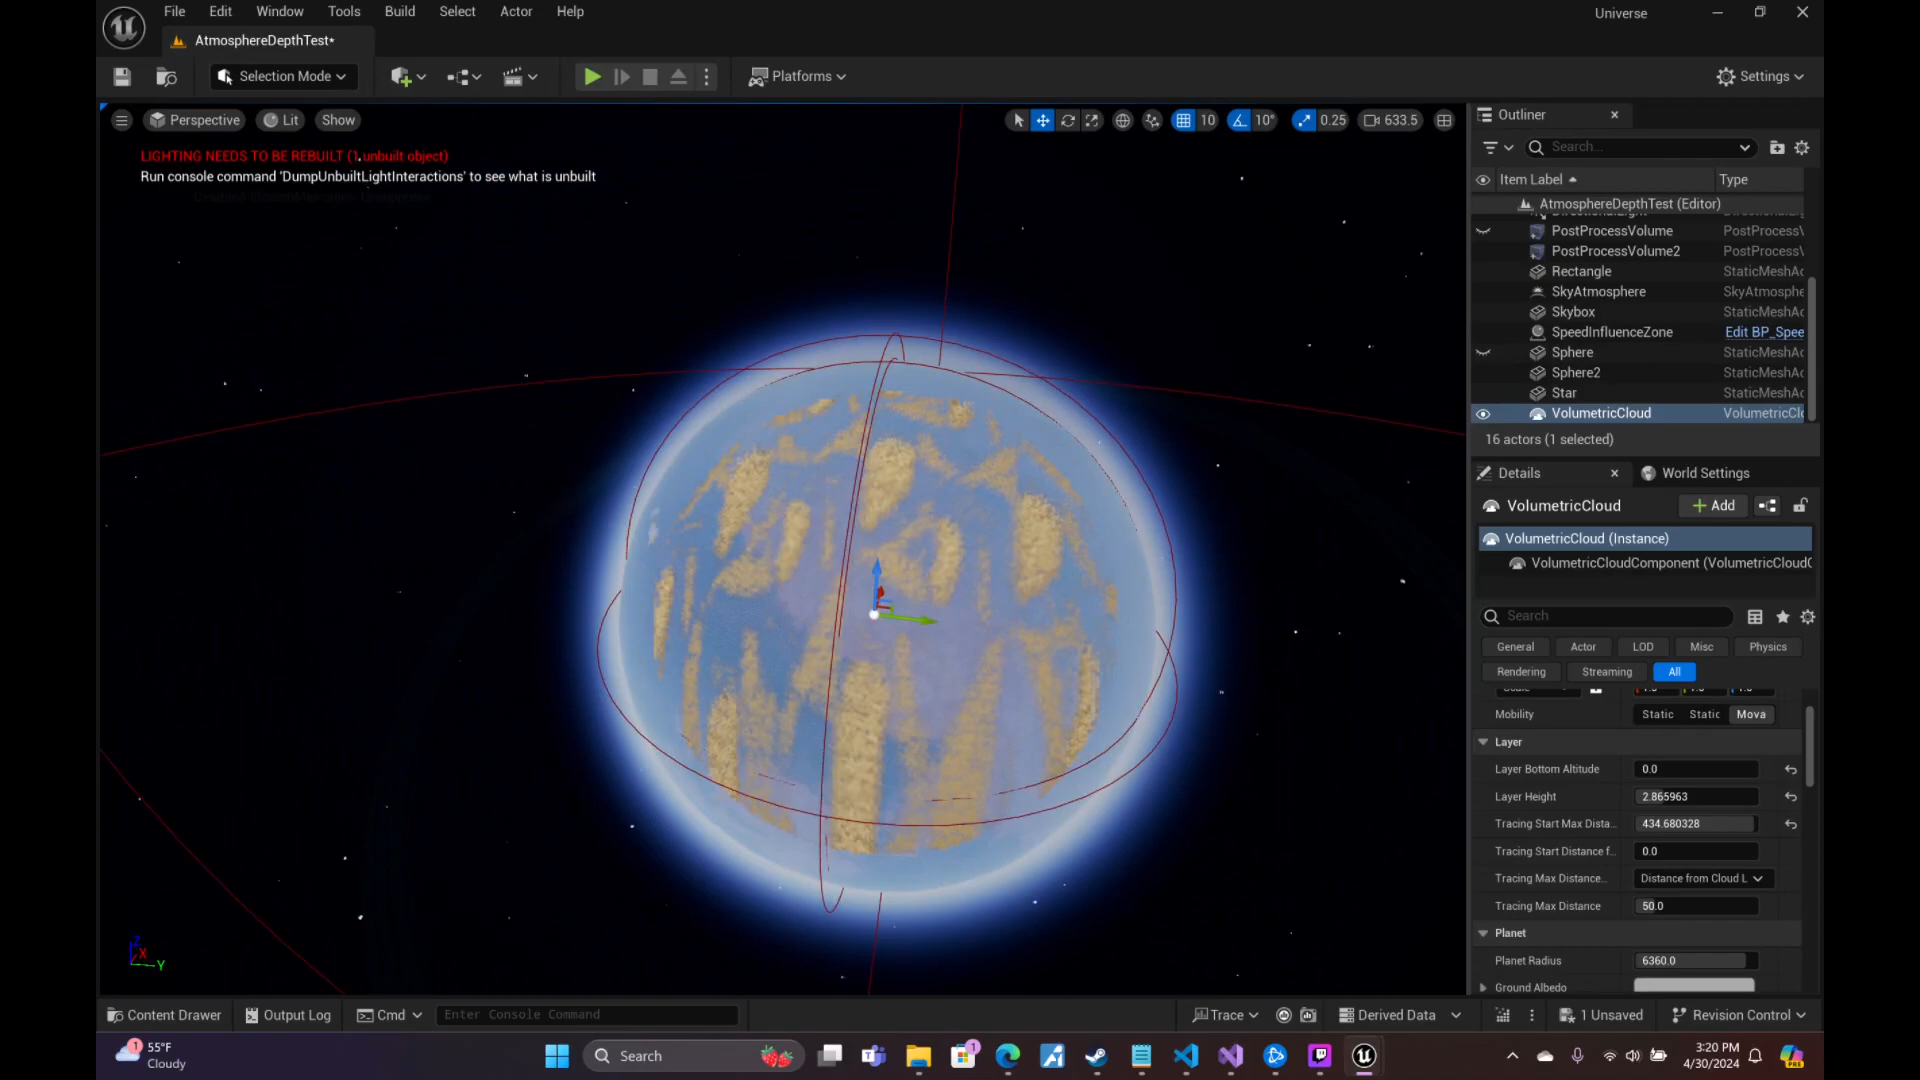 File Edit Window Tools Build Select Actor Help
Universe
AtmosphereDepthTest*
Selection Mode
Platforms
Settings
Perspective
Lit
Show
10
10°
0.25
633.5
LIGHTING NEEDS TO BE REBUILT (1 unbuilt object)
Run console command 'DumpUnbuiltLightInteractions' to see what is unbuilt
Outliner
Search...
Item Label
Type
AtmosphereDepthTest (Editor)
PostProcessVolume PostProcessV
PostProcessVolume2 PostProcessV
Rectangle StaticMeshAc
SkyAtmosphere SkyAtmosphe
Skybox StaticMeshAc
SpeedInfluenceZone Edit BP_Spee
Sphere StaticMeshAc
Sphere2 StaticMeshAc
Star StaticMeshAc
VolumetricCloud VolumetricClo
16 actors (1 selected)
Details
World Settings
VolumetricCloud
Add
VolumetricCloud (Instance)
VolumetricCloudComponent (VolumetricCloudC
Search
General Actor LOD Misc Physics
Rendering Streaming All
Mobility Static Static Mova
Layer
Layer Bottom Altitude 0.0
Layer Height 2.865963
Tracing Start Max Dista... 434.680328
Tracing Start Distance f... 0.0
Tracing Max Distance... Distance from Cloud L
Tracing Max Distance 50.0
Planet
Planet Radius 6360.0
Ground Albedo
Content Drawer
Output Log
Cmd
Enter Console Command
Trace
Derived Data
1 Unsaved
Revision Control
1
55°F
Cloudy
Search
1
3:20 PM
4/30/2024
PRE
X
Y
Z